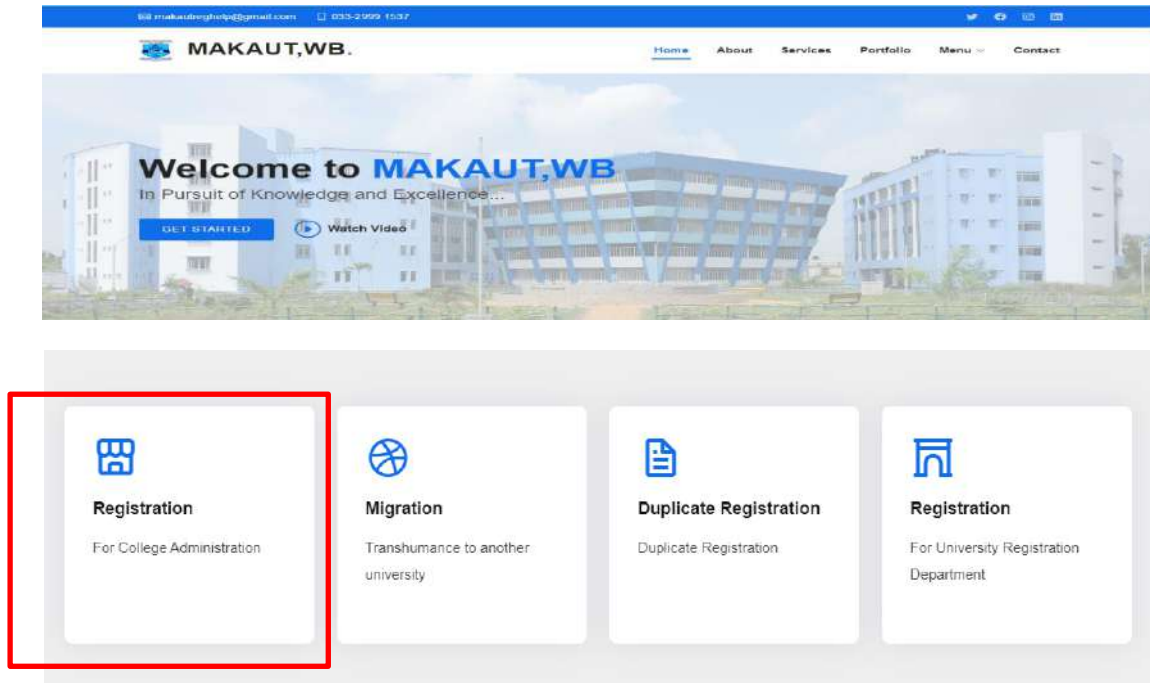 makautreghelp@gmail.com 033-2999 1537
MAKAUT,WB.
Home About Services Portfolio Menu Contact
Welcome to MAKAUT,WB
In Pursuit of Knowledge and Excellence...
GET STARTED Watch Video
Registration
For College Administration
Migration
Transhumance to another
university
Duplicate Registration
Duplicate Registration
Registration
For University Registration
Department